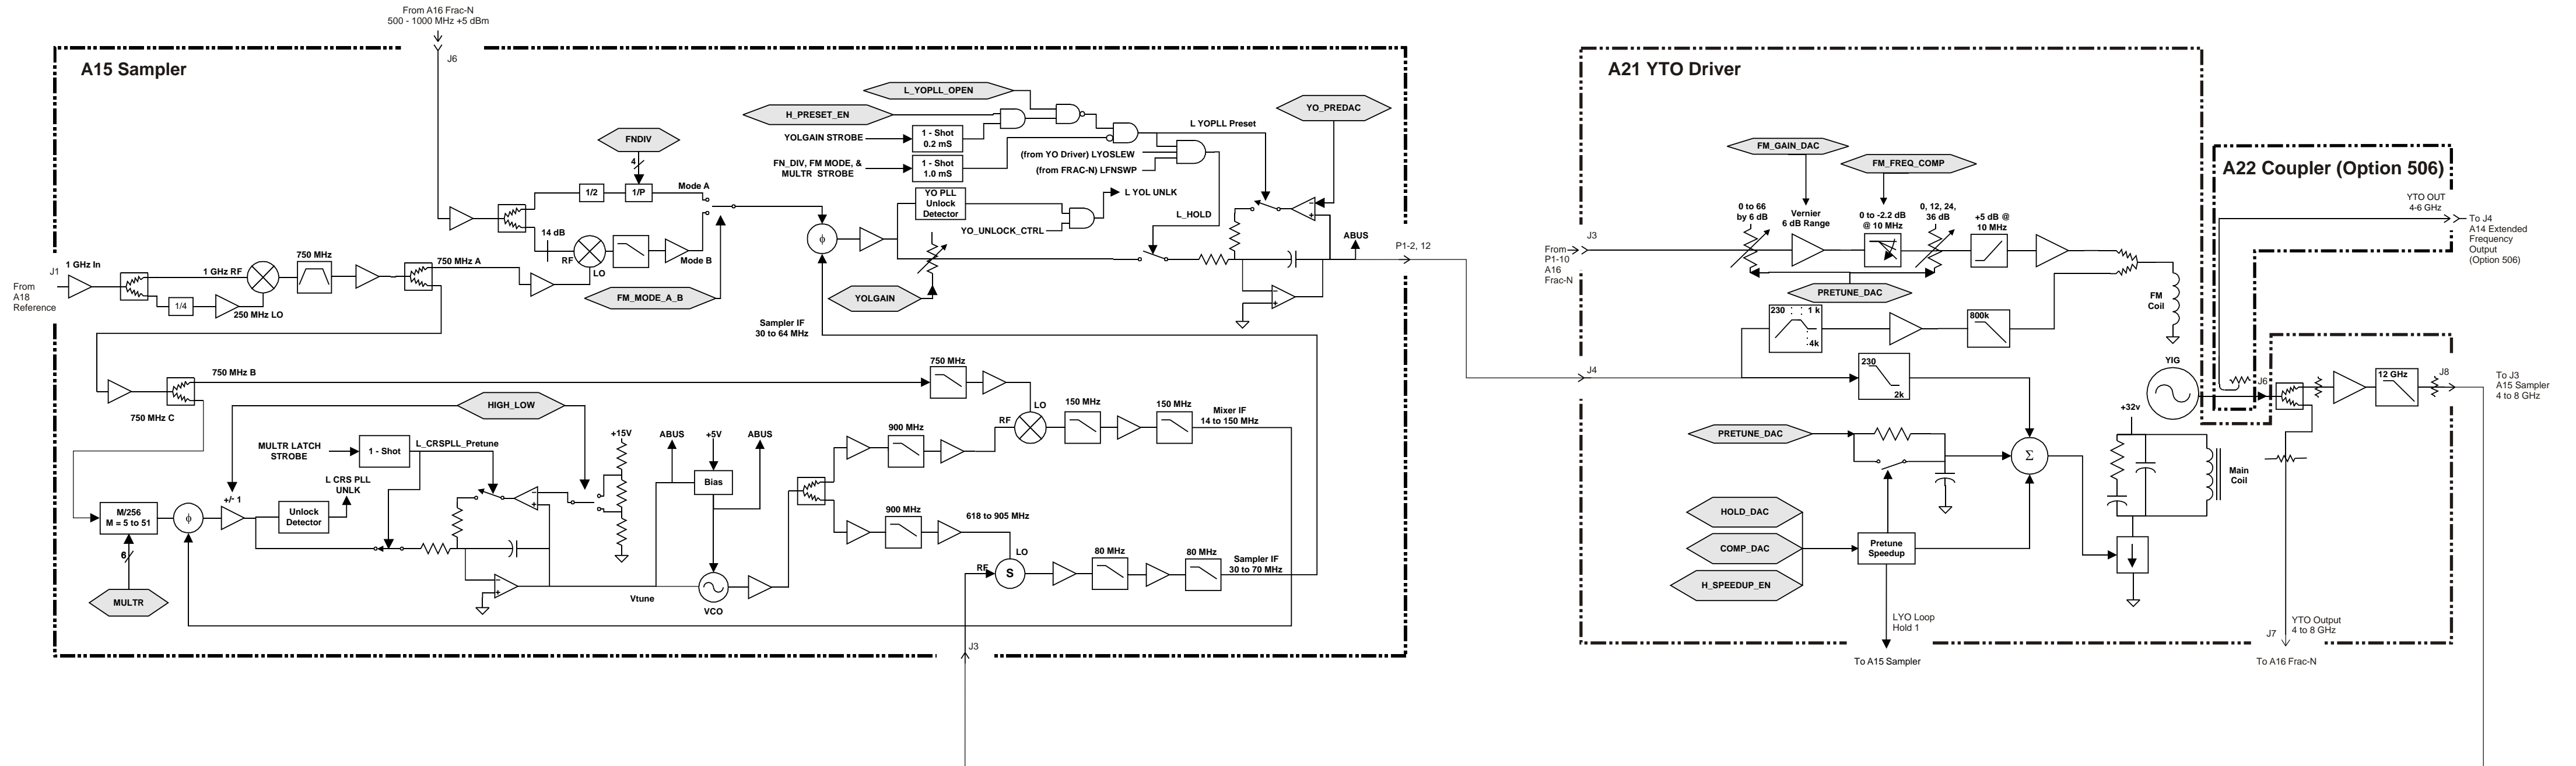 From A16 Frac-N
500 - 1000 MHz +5 dBm
J6
A15 Sampler
L_YOPLL_OPEN
H_PRESET_EN
YOLGAIN STROBE
1 - Shot
0.2 mS
FN_DIV, FM MODE, &
MULTR STROBE
1 - Shot
1.0 mS
L YOPLL Preset
YO_PREDAC
(from YO Driver) LYOSLEW
(from FRAC-N) LFNSWP
FNDIV
4
1/2
1/P
Mode A
YO PLL
Unlock
Detector
L YOL UNLK
YO_UNLOCK_CTRL
L_HOLD
14 dB
RF
LO
Mode B
ϕ
ABUS
P1-2, 12
J1
1 GHz In
From
A18
Reference
1 GHz RF
750 MHz
750 MHz A
1/4
250 MHz LO
FM_MODE_A_B
YOLGAIN
Sampler IF
30 to 64 MHz
750 MHz B
750 MHz C
750 MHz
HIGH_LOW
LO
RF
150 MHz
150 MHz
Mixer IF
14 to 150 MHz
MULTR LATCH
STROBE
1 - Shot
L_CRSPLL_Pretune
+15V
ABUS
+5V
ABUS
900 MHz
L CRS PLL
UNLK
Bias
+/- 1
M/256
M = 5 to 51
ϕ
Unlock
Detector
900 MHz
618 to 905 MHz
6
MULTR
Vtune
VCO
LO
RF
S
80 MHz
80 MHz
Sampler IF
30 to 70 MHz
J3
A21 YTO Driver
FM_GAIN_DAC
FM_FREQ_COMP
0 to 66
by 6 dB
Vernier
6 dB Range
0 to -2.2 dB
@ 10 MHz
0, 12, 24,
36 dB
+5 dB @
10 MHz
J3
From
P1-10
A16
Frac-N
PRETUNE_DAC
FM
Coil
230
1 k
4k
800k
J4
230
2k
YIG
PRETUNE_DAC
Σ
+32v
Main
Coil
HOLD_DAC
COMP_DAC
H_SPEEDUP_EN
Pretune
Speedup
LYO Loop
Hold 1
To A15 Sampler
A22 Coupler (Option 506)
YTO OUT
4-6 GHz
To J4
A14 Extended
Frequency
Output
(Option 506)
J6
12 GHz
J8
To J3
A15 Sampler
4 to 8 GHz
YTO Output
4 to 8 GHz
J7
To A16 Frac-N